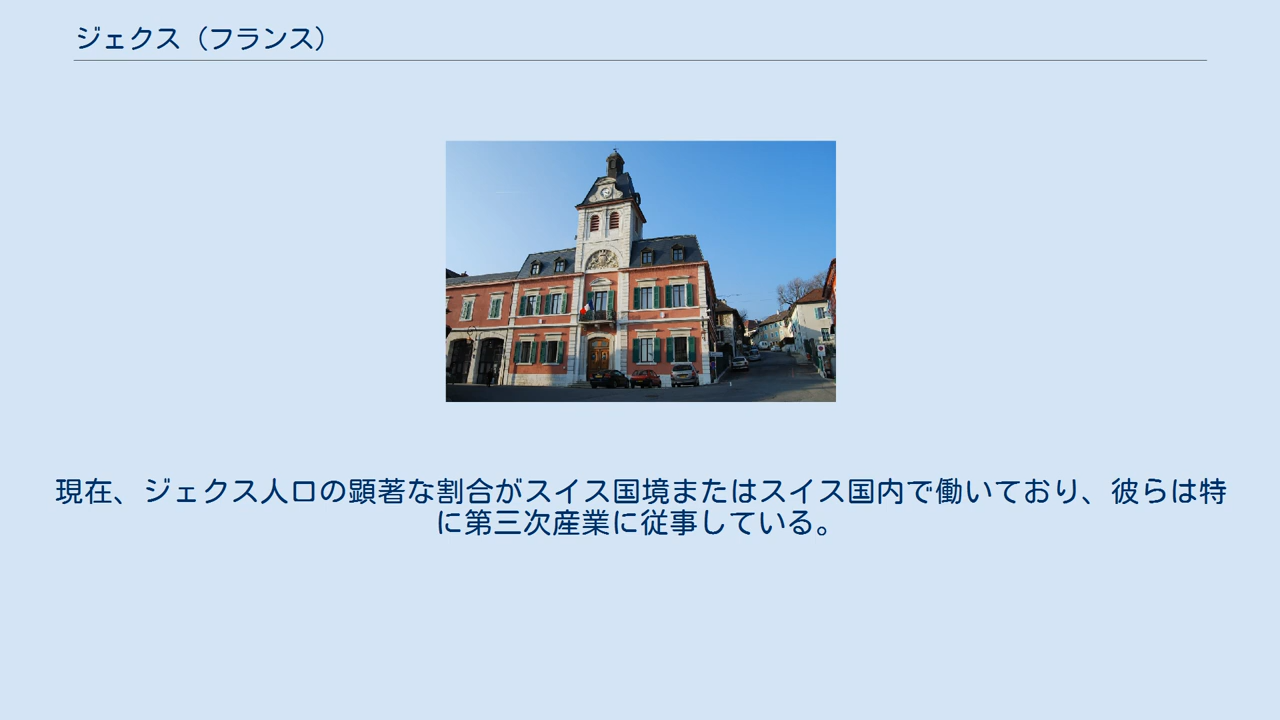 ジェクス（フランス）
現在、ジェクス人口の顕著な割合がスイス国境またはスイス国内で働いており、彼らは特
に第三次産業に従事している。